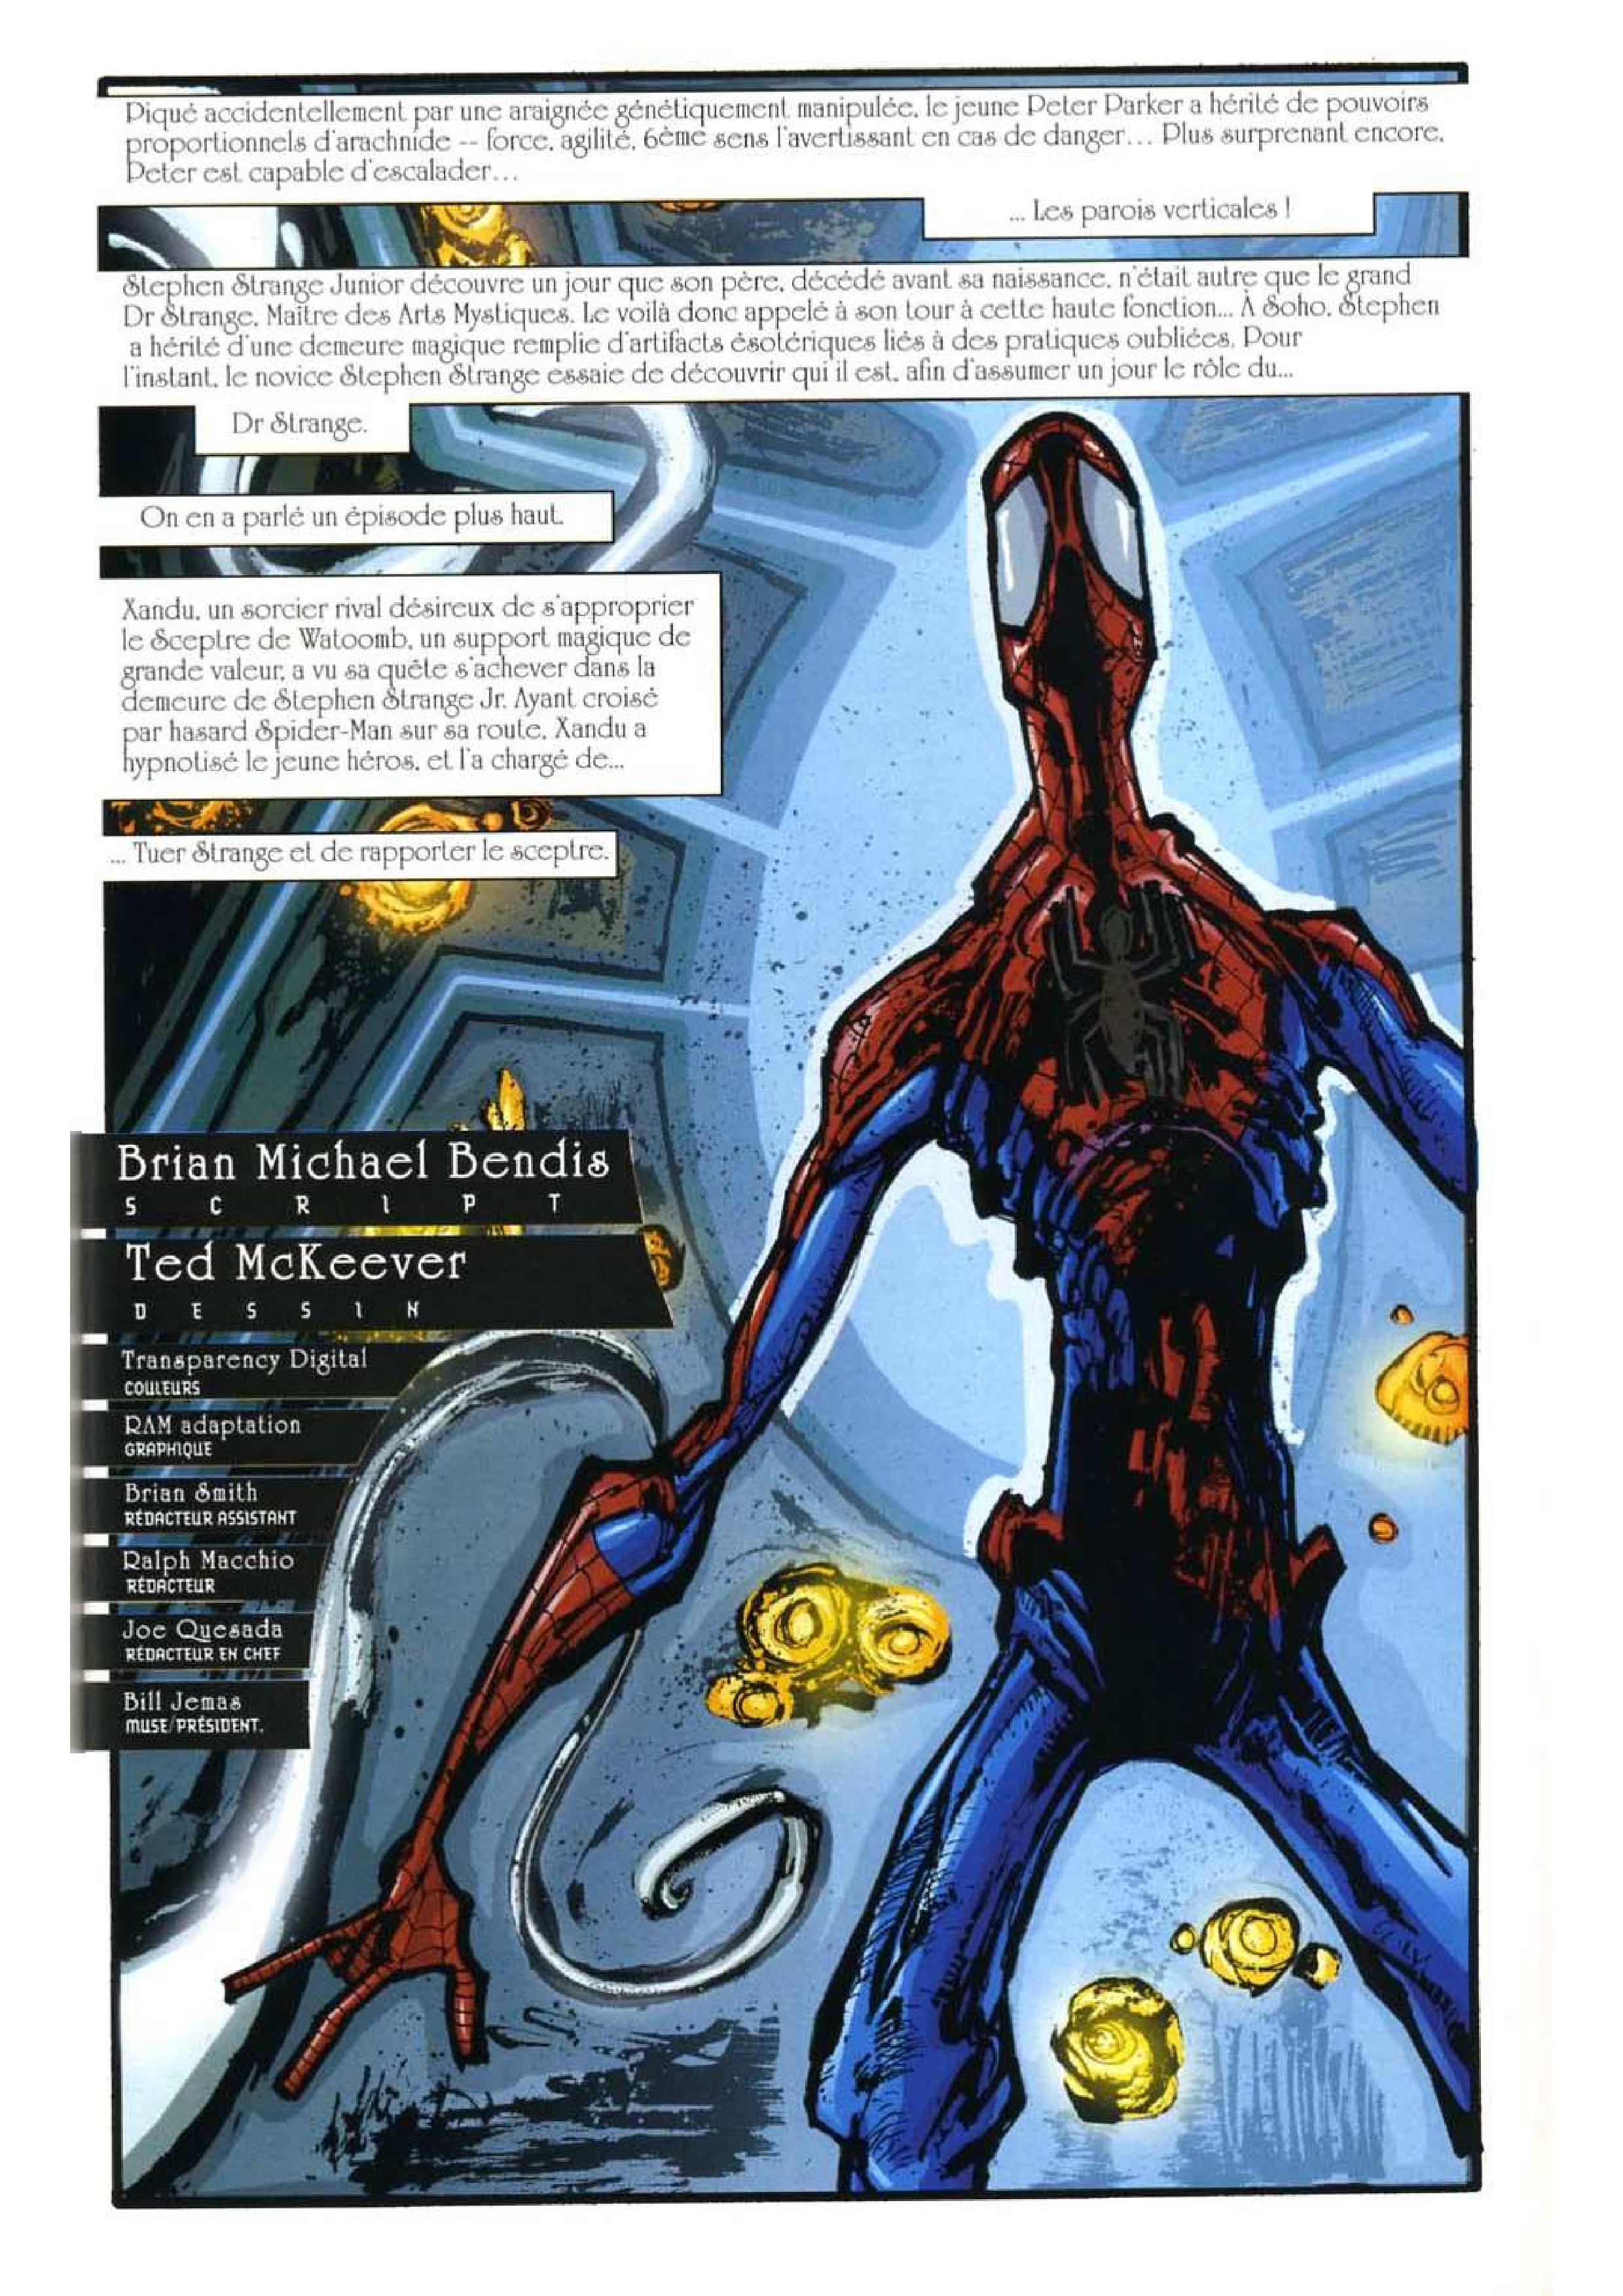 Piqué accidentellement par une araignée génétiquement manipulée, le jeune Peter Parker a hérité de pouvoirs
proportionnels d'arachnide -- force, agilité, 6ème sens l'avertissant en cas de danger... Plus surprenant encore,
Peter est capable d'escalader...
... Les parois verticales !
Stephen Strange Junior découvre un jour que son père, décédé avant sa naissance, n'était autre que le grand
Dr Strange, Maître des Arts Mystiques. Le voilà donc appelé à son tour à cette haute fonction... À Soho, Stephen
a hérité d'une demeure magique remplie d'artifacts ésotériques liés à des pratiques oubliées. Pour
l'instant, le novice Stephen Strange essaie de découvrir qui il est, afin d'assumer un jour le rôle du...
Dr Strange.
On en a parlé un épisode plus haut.
Xandu, un sorcier rival désireux de s'approprier
le Sceptre de Watoomb, un support magique de
grande valeur, a vu sa quête s'achever dans la
demeure de Stephen Strange Jr. Ayant croisé
par hasard Spider-Man sur sa route, Xandu a
hypnotisé le jeune héros, et l'a chargé de...
... Tuer Strange et de rapporter le sceptre.
Brian Michael Bendis
SCRIPT
Ted McKeever
DESSIN
Transparency Digital
COULEURS
RAM adaptation
GRAPHIQUE
Brian Smith
RÉDACTEUR ASSISTANT
Ralph Macchio
RÉDACTEUR
Joe Quesada
RÉDACTEUR EN CHEF
Bill Jemas
MUSE/PRÉSIDENT.